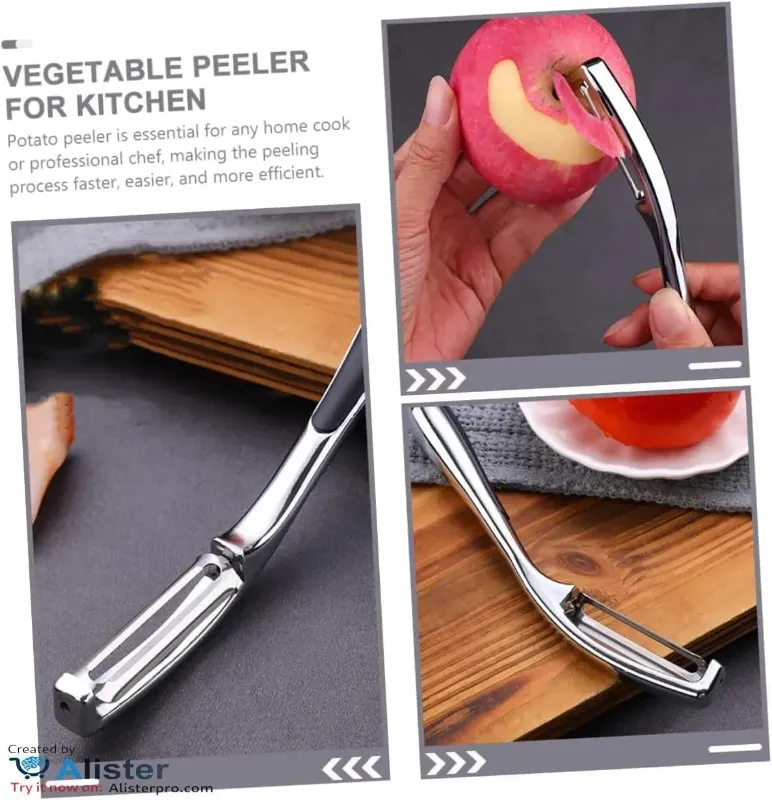 VEGETABLE PEELER
FOR KITCHEN
Potato peeler is essential for any home cook
or professional chef, making the peeling
process faster, easier, and more efficient.
Created by
Alister
Try it now on: Alisterpro.com